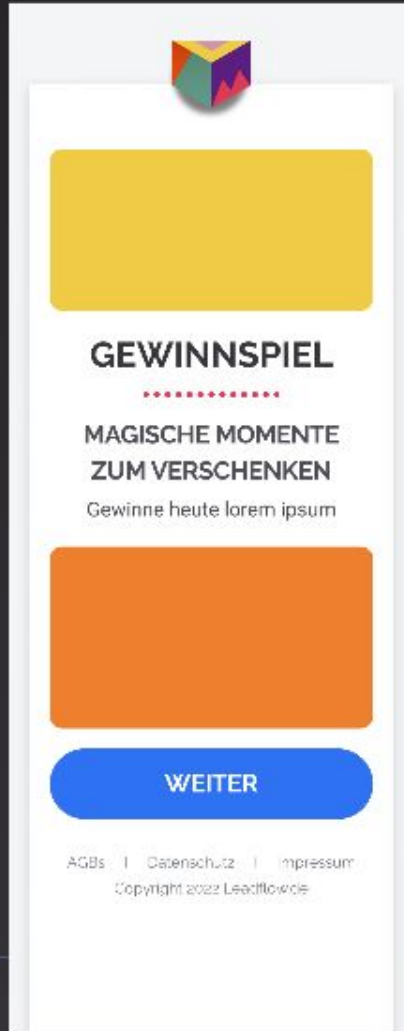 GEWINNSPIEL
MAGISCHE MOMENTE
ZUM VERSCHENKEN
Gewinne heute lorem ipsum
WEITER
AGBs | Datenschutz | Impressum
Copyright 2022 Leadflow.de